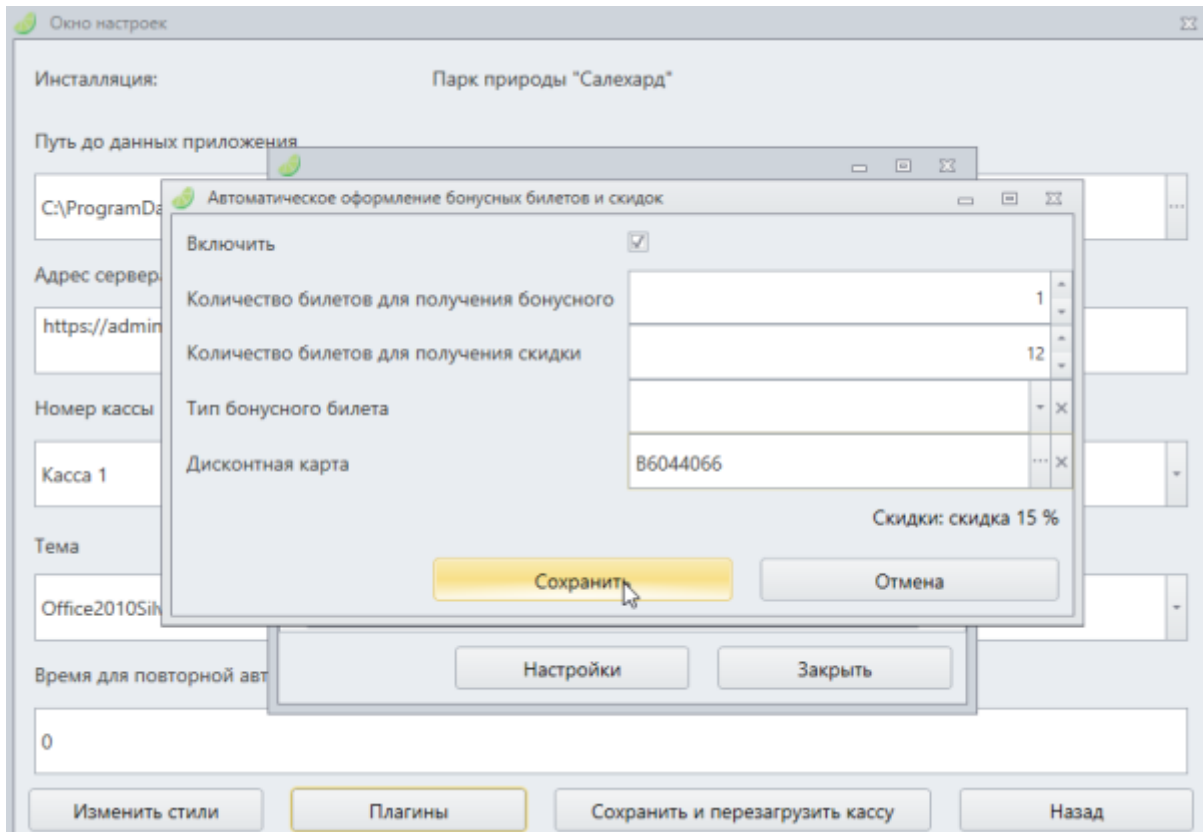 Окно настроек
Инсталляция: Парк природы "Салехард"
Путь до данных приложения
C:\ProgramDa
Автоматическое оформление бонусных билетов и скидок
Включить
Количество билетов для получения бонусного 1
Адрес сервер
https://admin
Количество билетов для получения скидки 12
Номер кассы
Тип бонусного билета
Касса 1
Дисконтная карта B6044066
Скидки: скидка 15 %
Тема
Сохранить Отмена
Office2010Silv
Время для повторной авт
Настройки Закрыть
0
Изменить стили Плагины Сохранить и перезагрузить кассу Назад